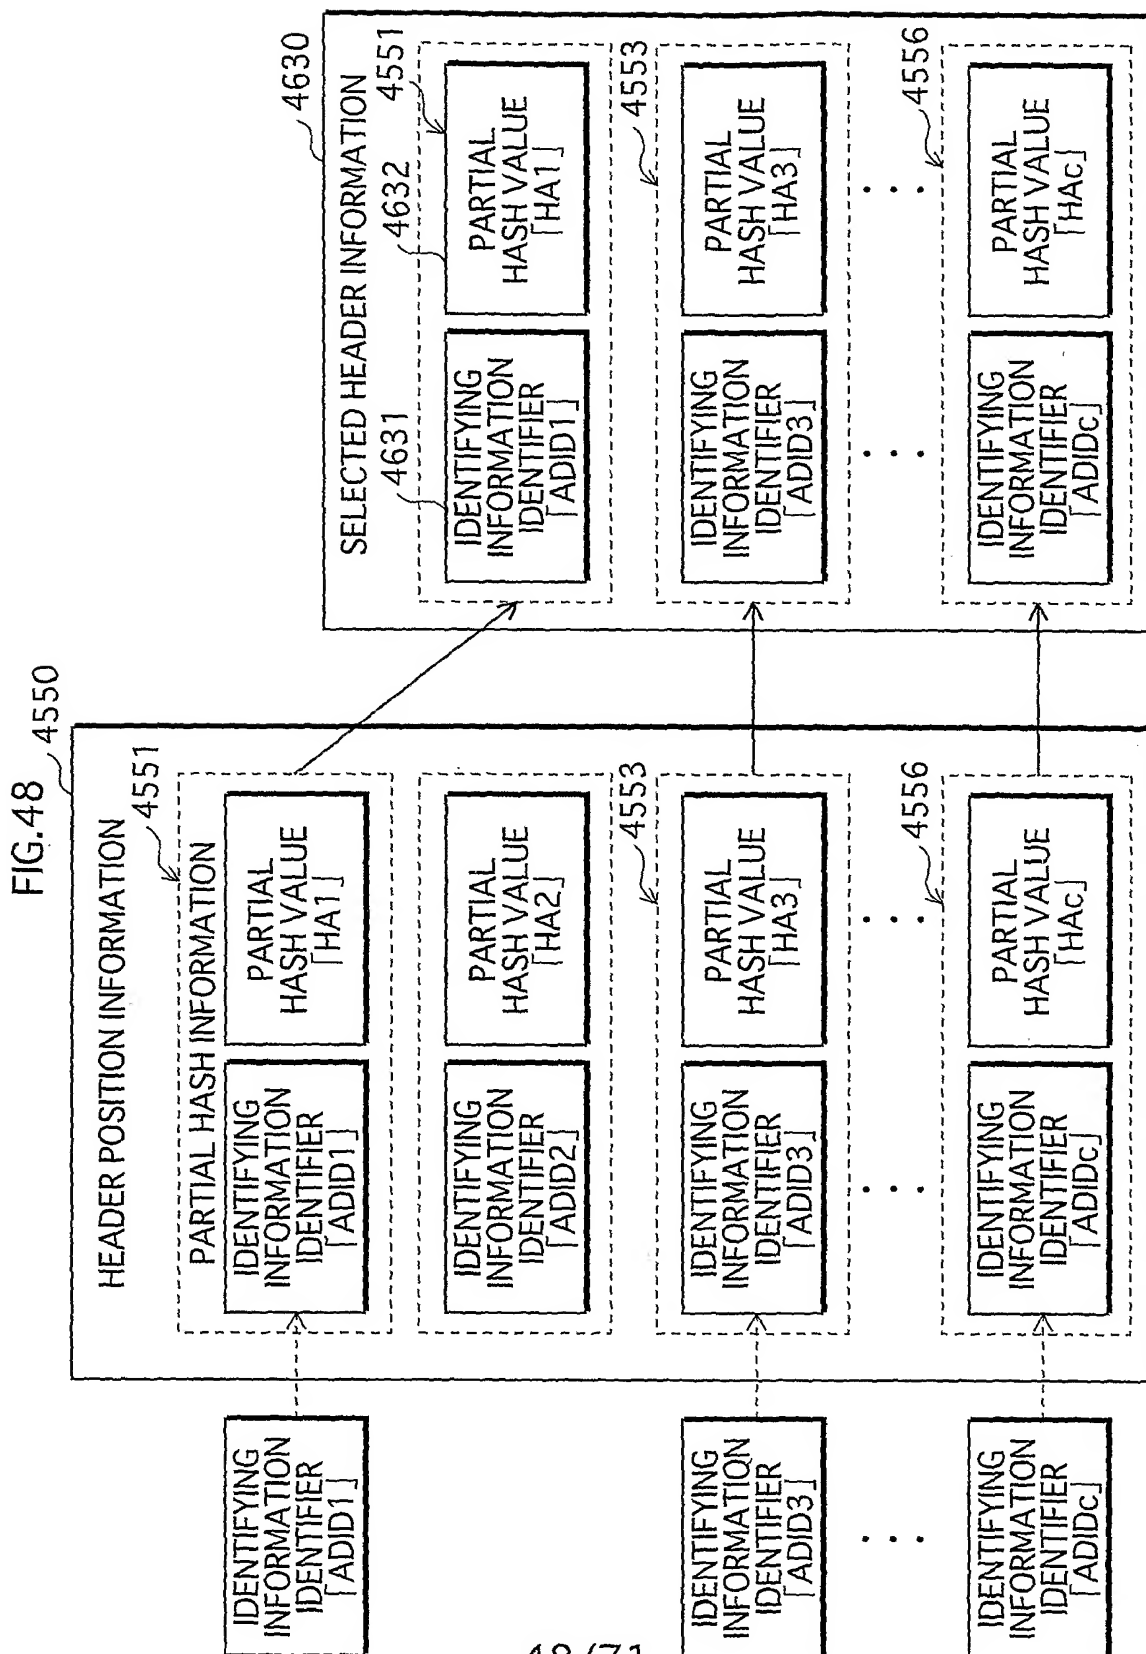 FIG.48
IDENTIFYING
INFORMATION
IDENTIFIER
「ADID1」
IDENTIFYING
INFORMATION
IDENTIFIER
「ADID3」
. . .
IDENTIFYING
INFORMATION
IDENTIFIER
「ADIDc」
4550
HEADER POSITION INFORMATION
4551
PARTIAL HASH INFORMATION
IDENTIFYING
INFORMATION
IDENTIFIER
「ADID1」
PARTIAL
HASH VALUE
「HA1」
IDENTIFYING
INFORMATION
IDENTIFIER
「ADID2」
PARTIAL
HASH VALUE
「HA2」
4553
IDENTIFYING
INFORMATION
IDENTIFIER
「ADID3」
PARTIAL
HASH VALUE
「HA3」
. . .
. . .
4556
IDENTIFYING
INFORMATION
IDENTIFIER
「ADIDc」
PARTIAL
HASH VALUE
「HAc」
4630
SELECTED HEADER INFORMATION
4631
4632
4551
IDENTIFYING
INFORMATION
IDENTIFIER
「ADID1」
PARTIAL
HASH VALUE
「HA1」
4553
IDENTIFYING
INFORMATION
IDENTIFIER
「ADID3」
PARTIAL
HASH VALUE
「HA3」
. . .
. . .
4556
IDENTIFYING
INFORMATION
IDENTIFIER
「ADIDc」
PARTIAL
HASH VALUE
「HAc」